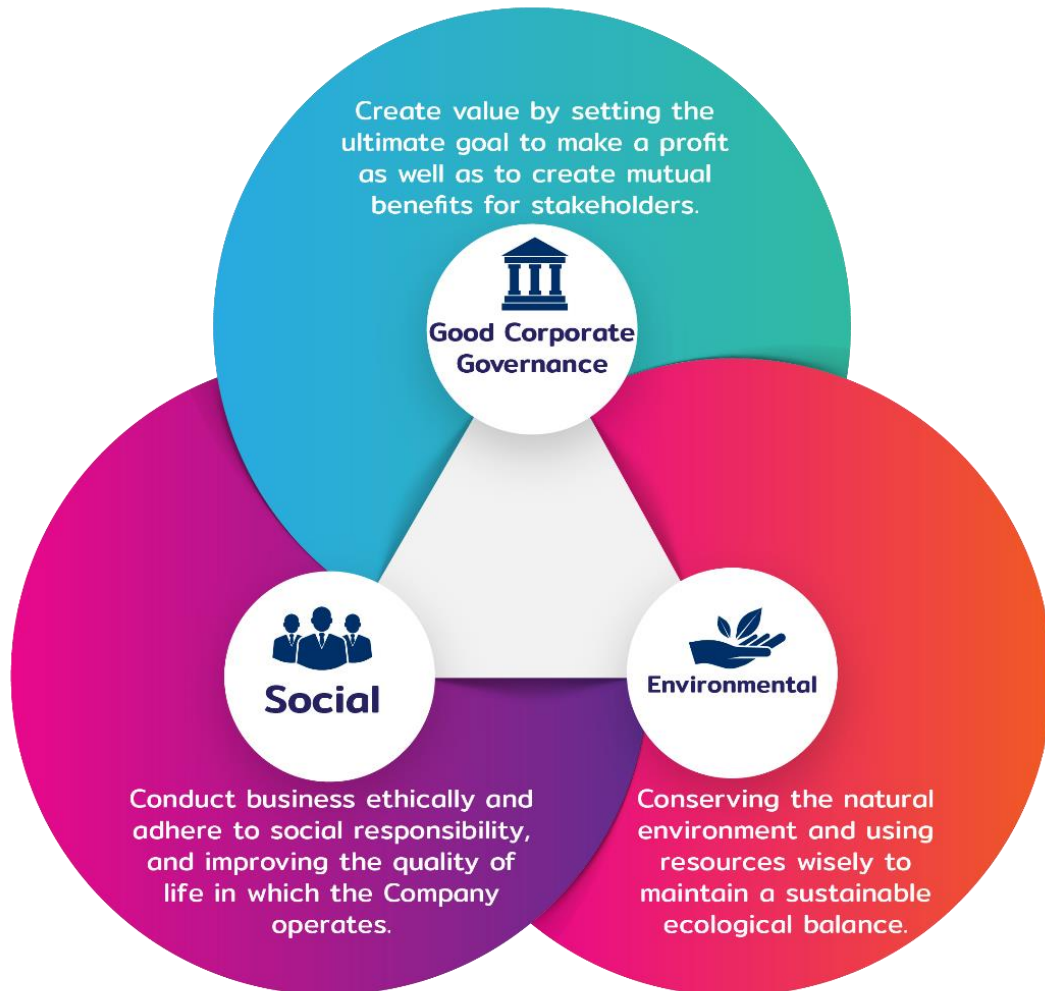 Create value by setting the
ultimate goal to make a profit
as well as to create mutual
benefits for stakeholders.
Good Corporate
Governance
Social
Conduct business ethically and
adhere to social responsibility,
and improving the quality of
life in which the Company
operates.
Environmental
Conserving the natural
environment and using
resources wisely to
maintain a sustainable
ecological balance.